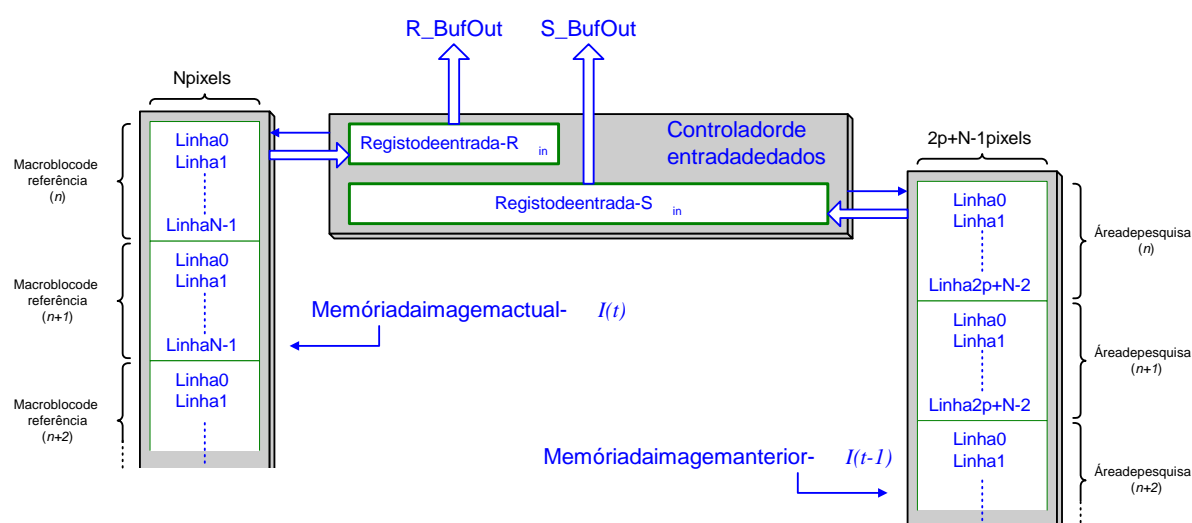 R_BufOut S_BufOut
Npixels
Linha0
Linha1
LinhaN-1
Linha0
Linha1
LinhaN-1
Linha0
Linha1
Macroblocode
referência
(n)
Macroblocode
referência
(n+1)
Macroblocode
referência
(n+2)
Registodeentrada-R in
Controladorde
entradadedados
Registodeentrada-S in
Memóriadaimagemactual- I(t)
Memóriadaimagemanterior- I(t-1)
2p+N-1pixels
Linha0
Linha1
Linha2p+N-2
Linha0
Linha1
Linha2p+N-2
Linha0
Linha1
Áreadepesquisa
(n)
Áreadepesquisa
(n+1)
Áreadepesquisa
(n+2)